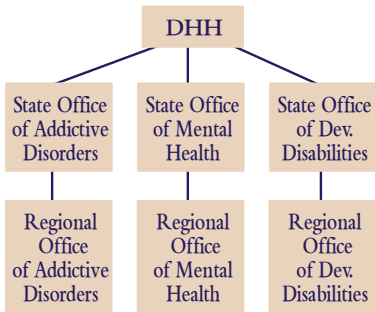 DHH
State Office
of Addictive
Disorders
State Office
of Mental
Health
State Office
of Dev.
Disabilities
Regional
Office
of Addictive
Disorders
Regional
Office
of Mental
Health
Regional
Office
of Dev.
Disabilities